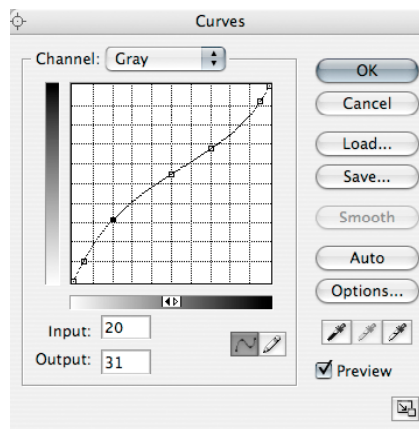 Curves
Channel: Gray
OK
Cancel
Load...
Save...
Smooth
Auto
Options...
Input: 20
Output: 31
Preview